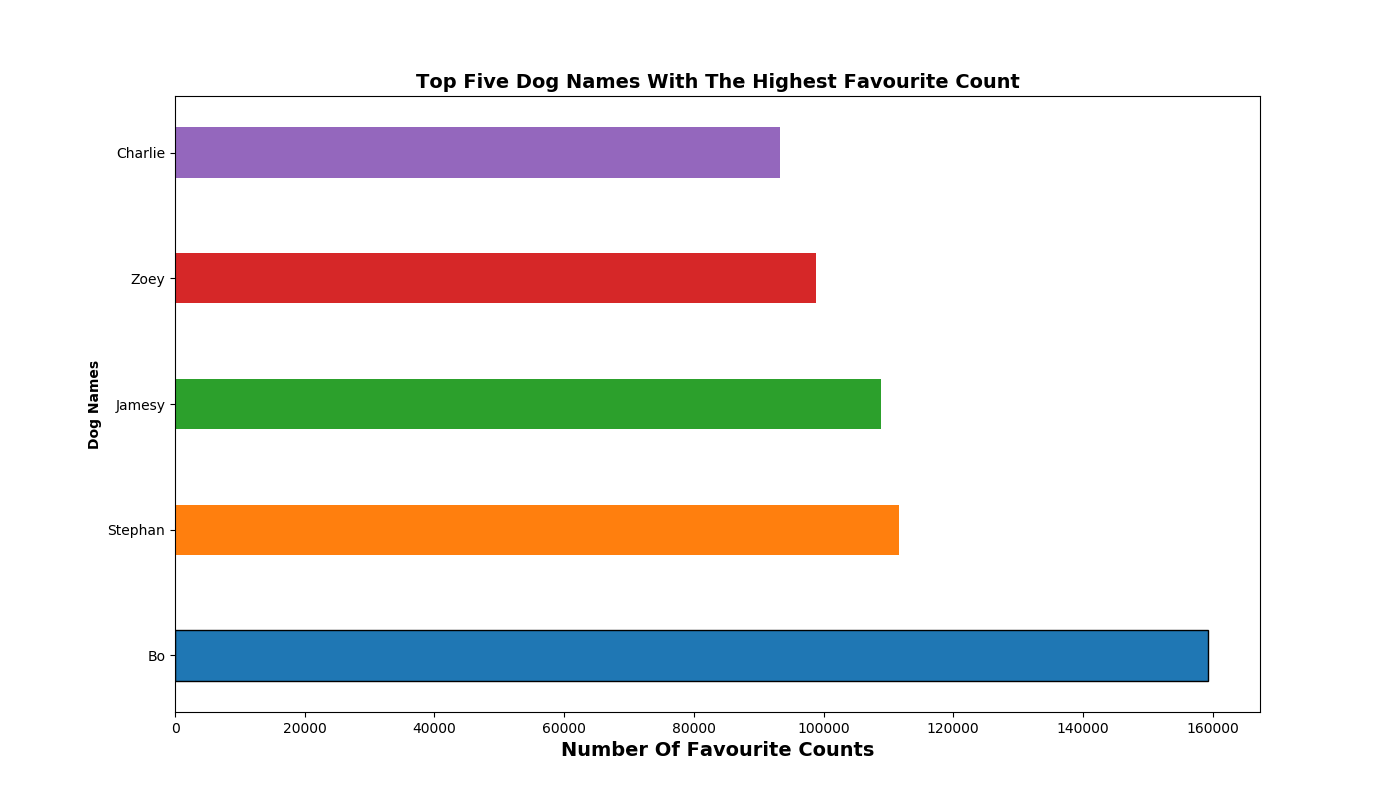 Top Five Dog Names With The Highest Favourite Count
Dog Names
Charlie
Zoey
Jamesy
Stephan
Bo
0 20000 40000 60000 80000 100000 120000 140000 160000
Number Of Favourite Counts